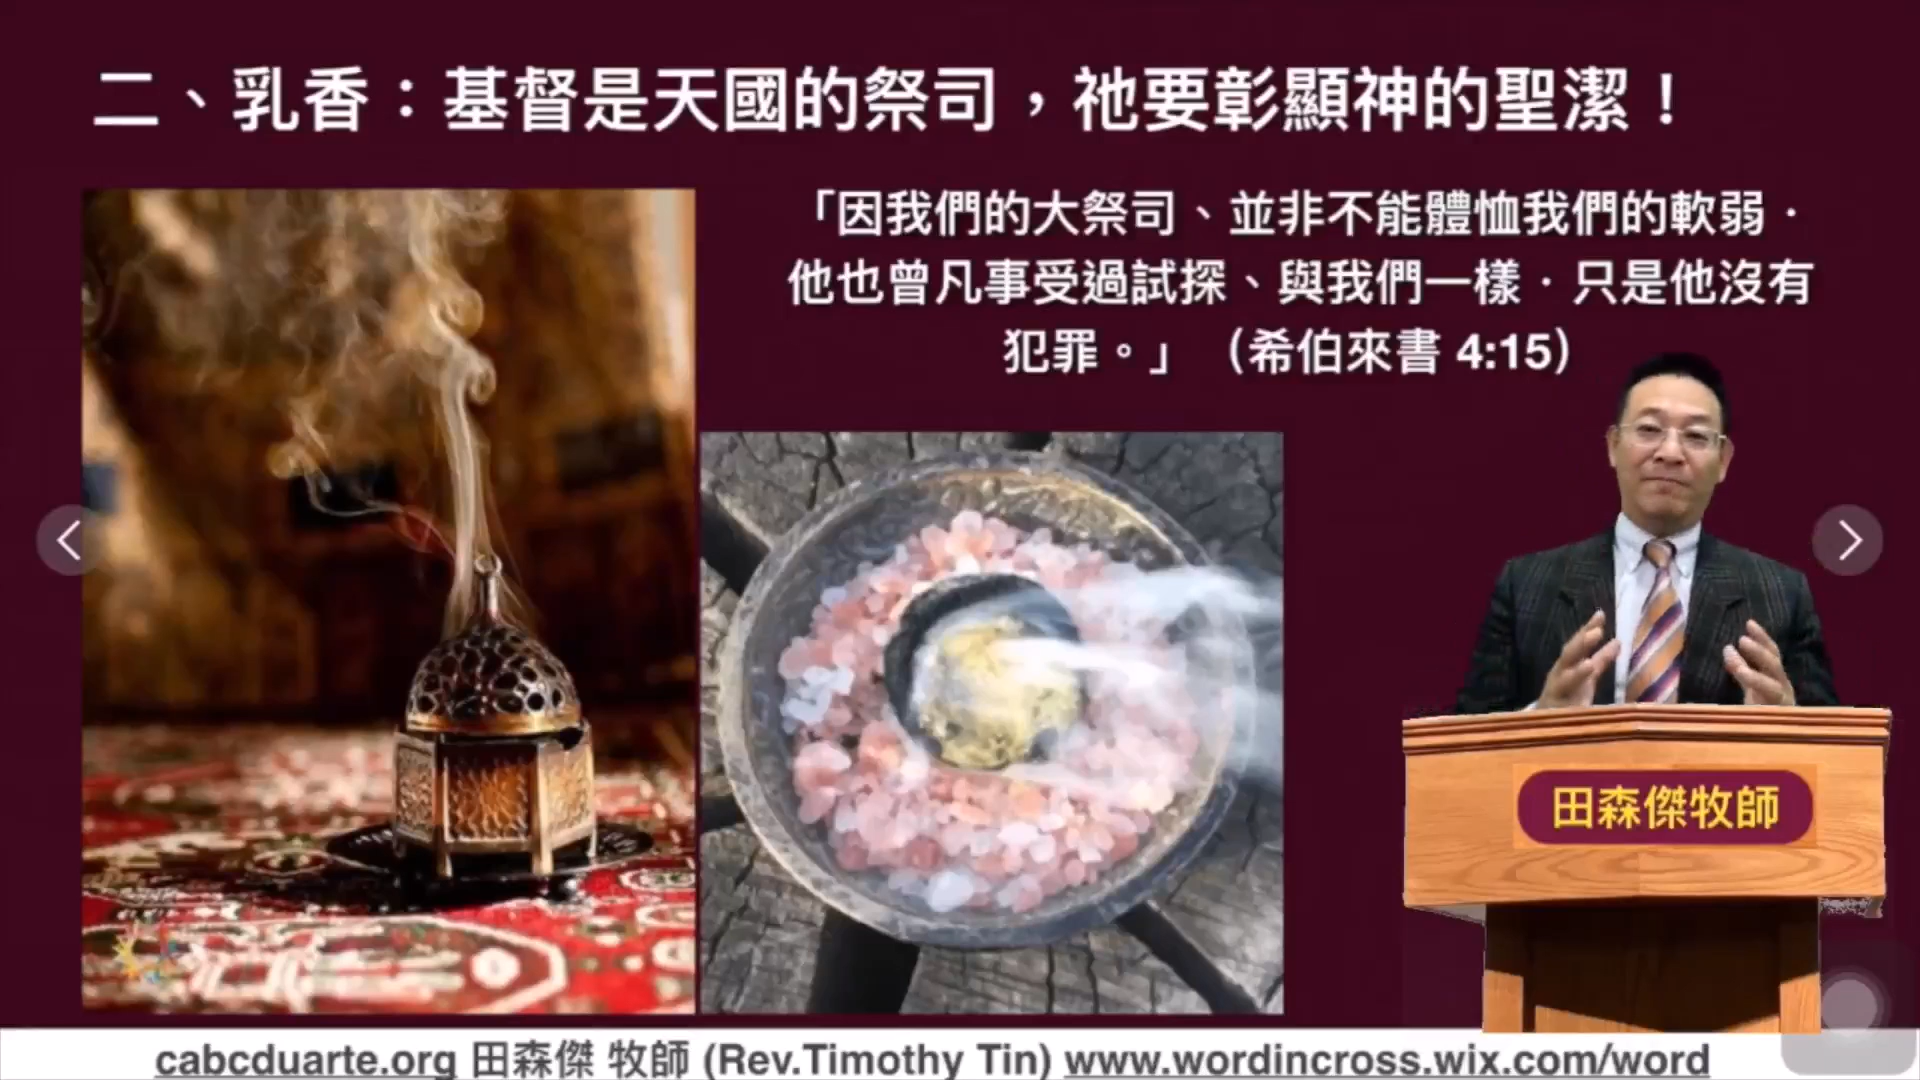 二、乳香：基督是天國的祭司，祂要彰顯神的聖潔！
「因我們的大祭司、並非不能體恤我們的軟弱．
他也曾凡事受過試探、與我們一樣．只是他沒有
犯罪。」（希伯來書 4:15）
田森傑牧師
cabcduarte.org 田森傑 牧師 (Rev.Timothy Tin) www.wordincross.wix.com/word